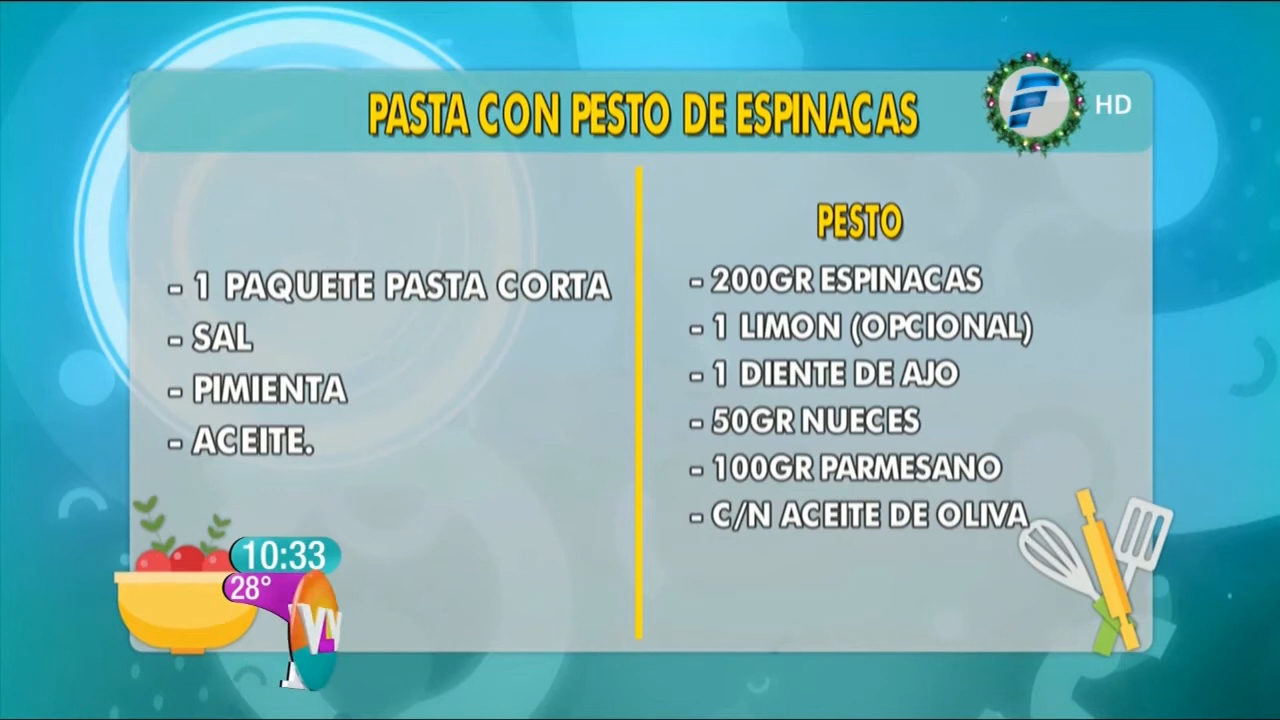 PASTA CON PESTO DE ESPINACAS
HD
- 1 PAQUETE PASTA CORTA
- SAL
- PIMIENTA
- ACEITE.
PESTO
- 200GR ESPINACAS
- 1 LIMON (OPCIONAL)
- 1 DIENTE DE AJO
- 50GR NUECES
- 100GR PARMESANO
- C/N ACEITE DE OLIVA
10:33
28°